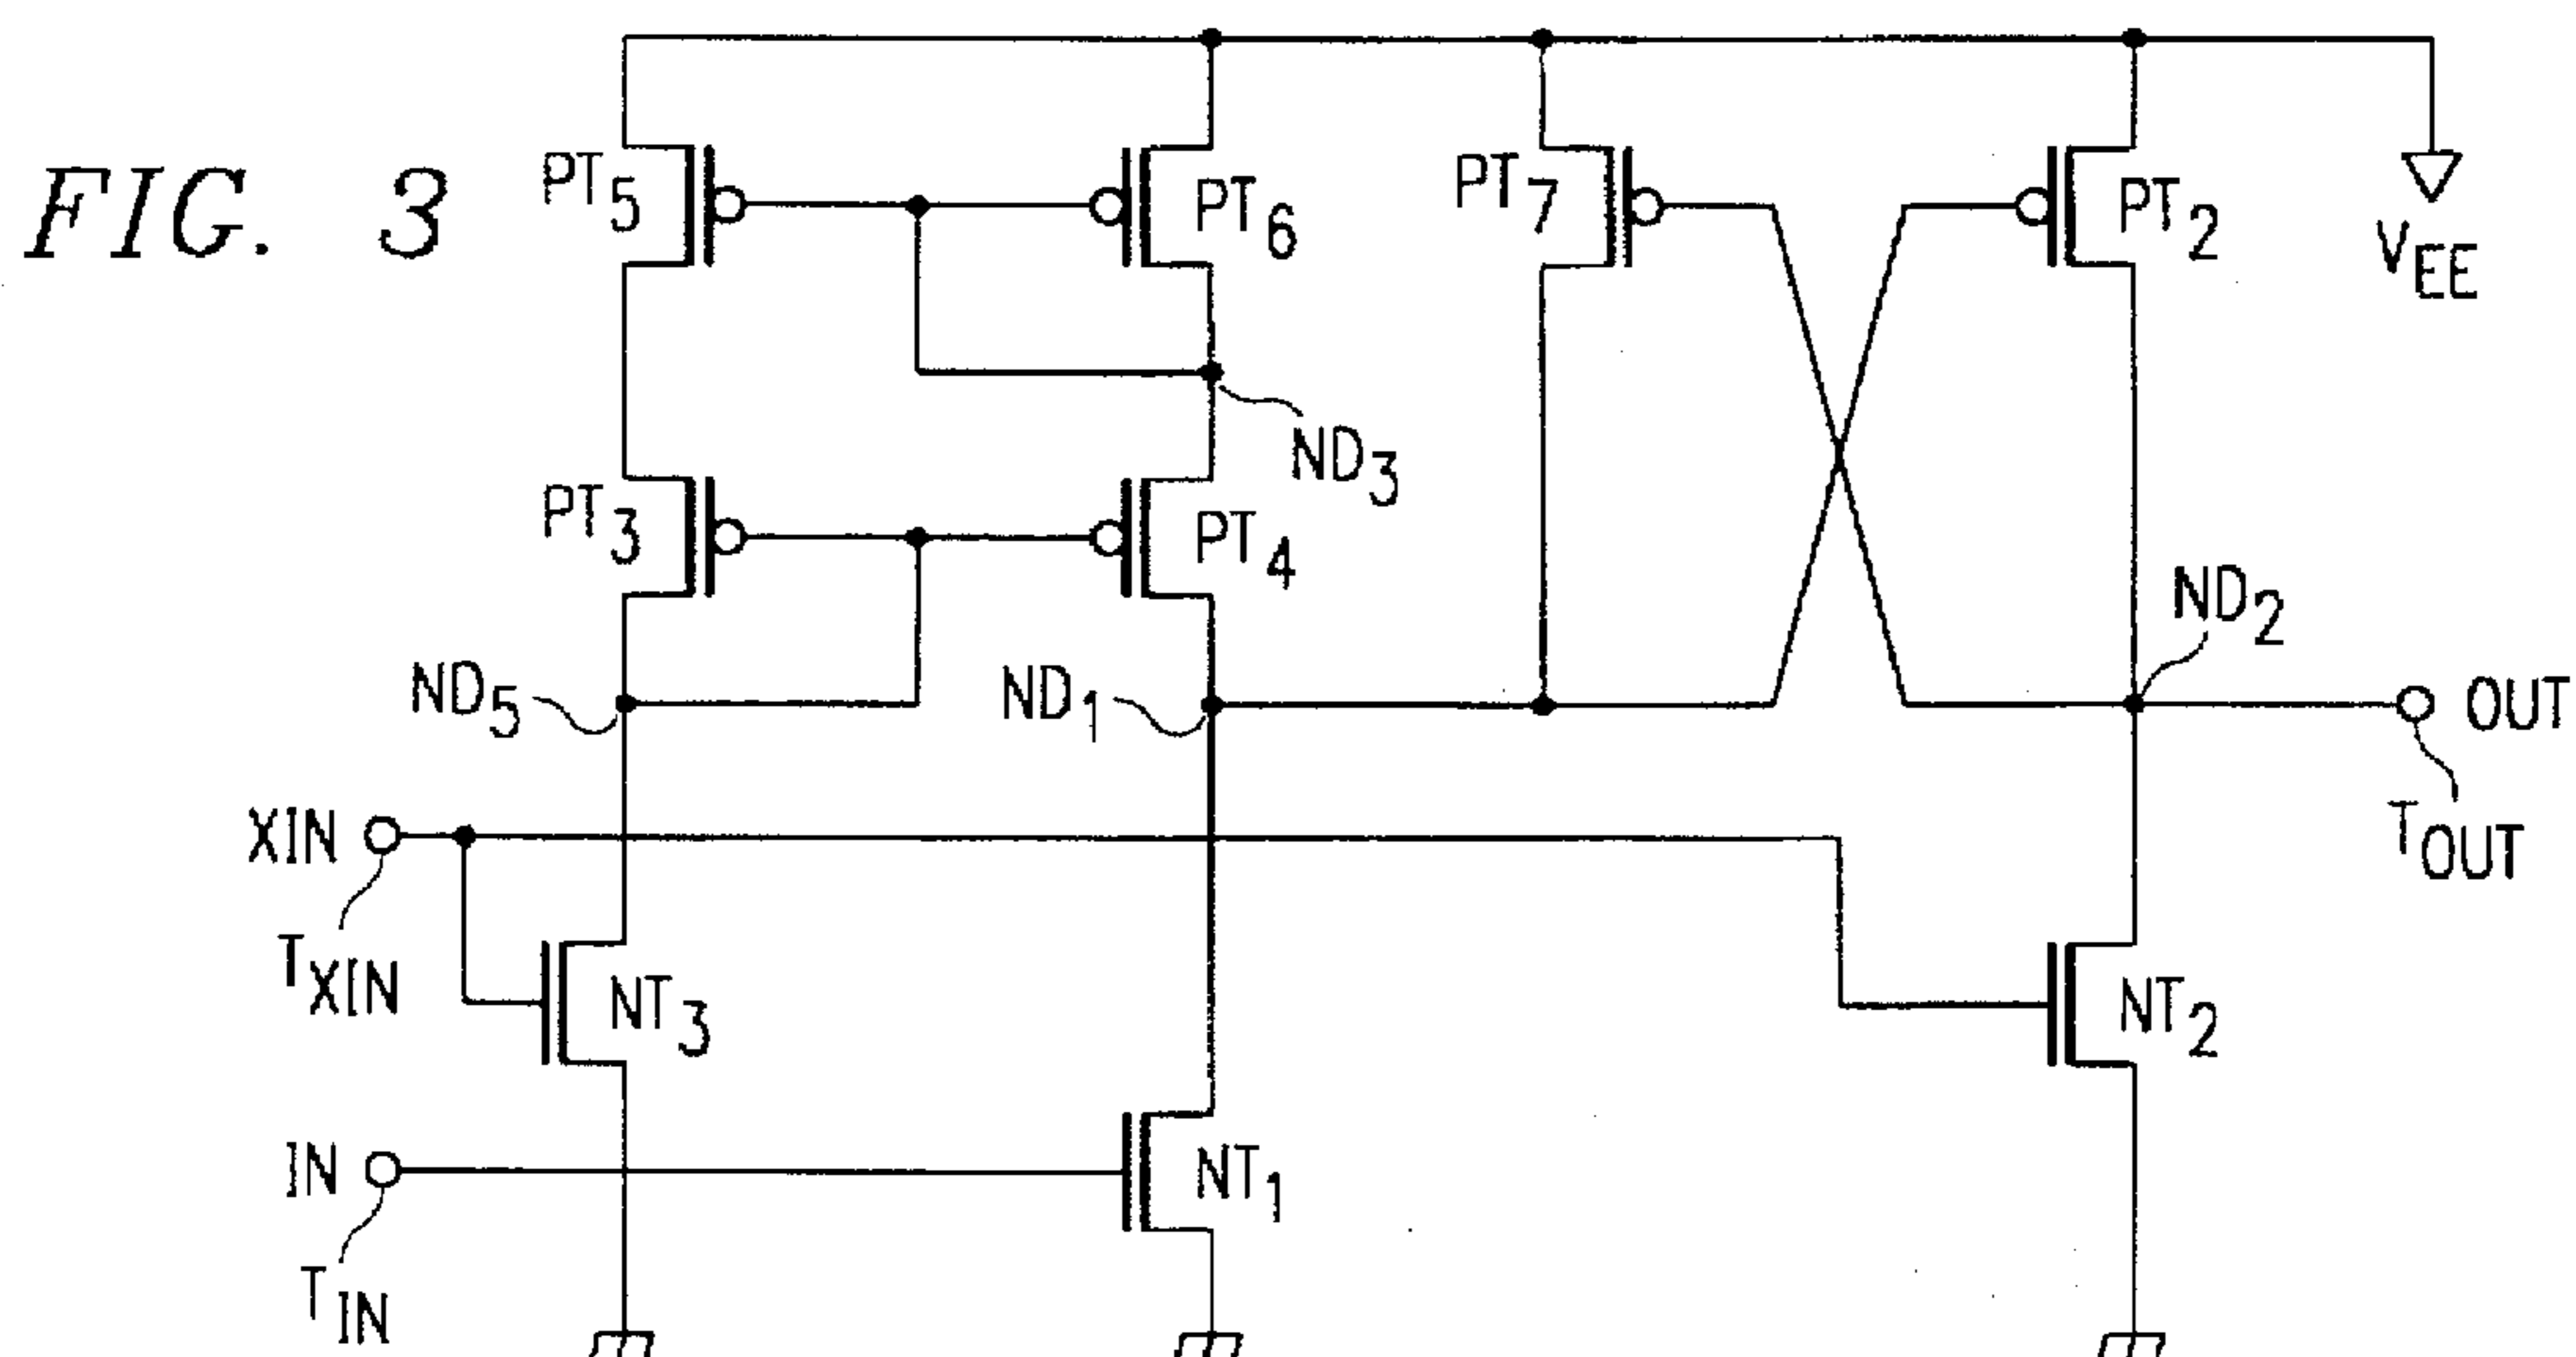 FIG. 3
PT5
PT6
PT7
PT2
VEE
ND3
PT3
PT4
ND2
ND5
ND1
OUT
TOUT
XIN
TXIN
NT3
NT2
IN
TIN
NT1